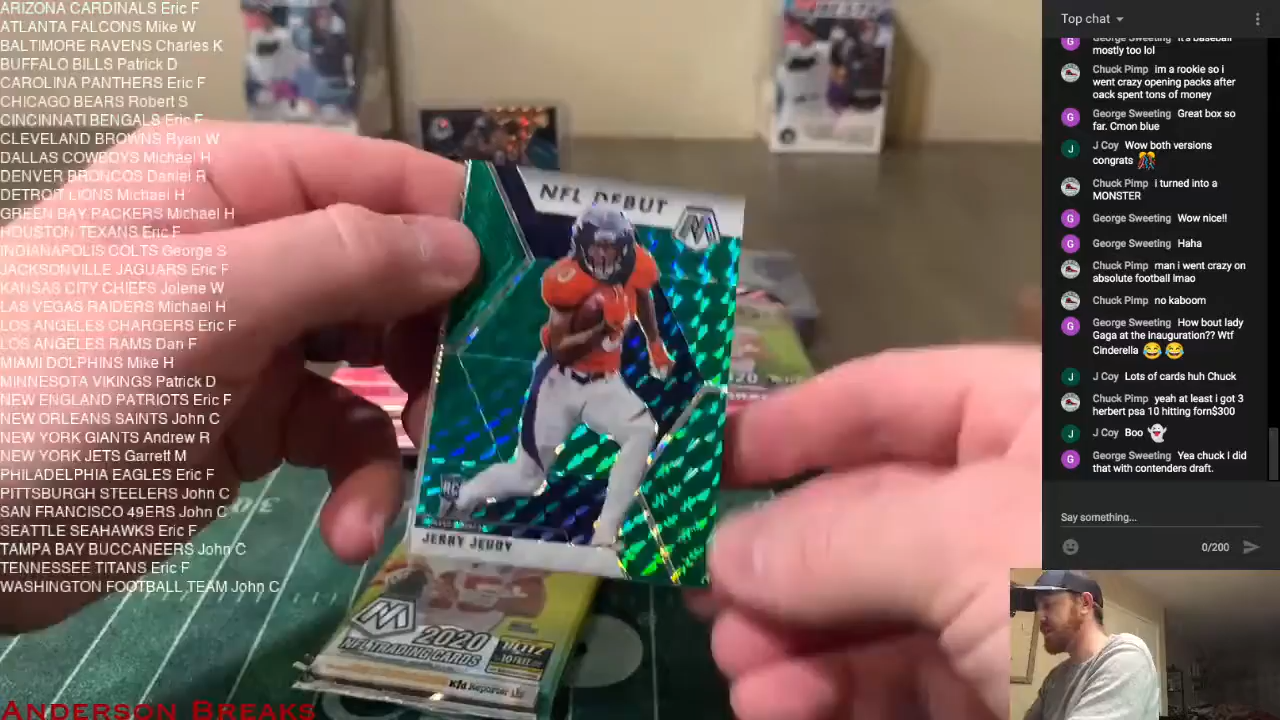 ARIZONA CARDINALS Eric F
ATLANTA FALCONS Mike W
BALTIMORE RAVENS Charles K
BUFFALO BILLS Patrick D
CAROLINA PANTHERS Eric F
CHICAGO BEARS Robert S
CINCINNATI BENGALS Eric F
CLEVELAND BROWNS Ryan W
DALLAS COWBOYS Michael H
DENVER BRONCOS Daniel R
DETROIT LIONS Michael H
GREEN BAY PACKERS Michael H
HOUSTON TEXANS Eric F
INDIANAPOLIS COLTS George S
JACKSONVILLE JAGUARS Eric F
KANSAS CITY CHIEFS Jolene W
LAS VEGAS RAIDERS Michael H
LOS ANGELES CHARGERS Eric F
LOS ANGELES RAMS Dan F
MIAMI DOLPHINS Mike H
MINNESOTA VIKINGS Patrick D
NEW ENGLAND PATRIOTS Eric F
NEW ORLEANS SAINTS John C
NEW YORK GIANTS Andrew R
NEW YORK JETS Garrett M
PHILADELPHIA EAGLES Eric F
PITTSBURGH STEELERS John C
SAN FRANCISCO 49ERS John C
SEATTLE SEAHAWKS Eric F
TAMPA BAY BUCCANEERS John C
TENNESSEE TITANS Eric F
WASHINGTON FOOTBALL TEAM John C
ANDERSON BREAKS
NFL DEBUT
M
RC
JERRY JEUDY
M
2020
NFL TRADING CARDS
BLITZ
Top chat
G George Sweeting It's baseball
mostly too lol
Chuck Pimp im a rookie so i
went crazy opening packs after
oack spent tons of money
G George Sweeting Great box so
far. Cmon blue
J J Coy Wow both versions
congrats 🎊
Chuck Pimp i turned into a
MONSTER
G George Sweeting Wow nice!!
G George Sweeting Haha
Chuck Pimp man i went crazy on
absolute football lmao
Chuck Pimp no kaboom
G George Sweeting How bout lady
Gaga at the inauguration?? Wtf
Cinderella 😂 😂
J J Coy Lots of cards huh Chuck
Chuck Pimp yeah at least i got 3
herbert psa 10 hitting forn$300
J J Coy Boo 👻
G George Sweeting Yea chuck i did
that with contenders draft.
Say something...
0/200